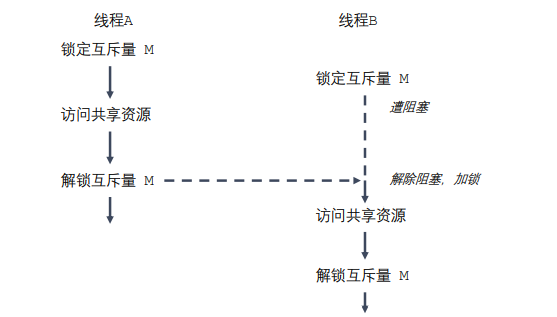 线程A
线程B
锁定互斥量 M
锁定互斥量 M
遭阻塞
访问共享资源
解锁互斥量 M
解除阻塞，加锁
访问共享资源
解锁互斥量 M